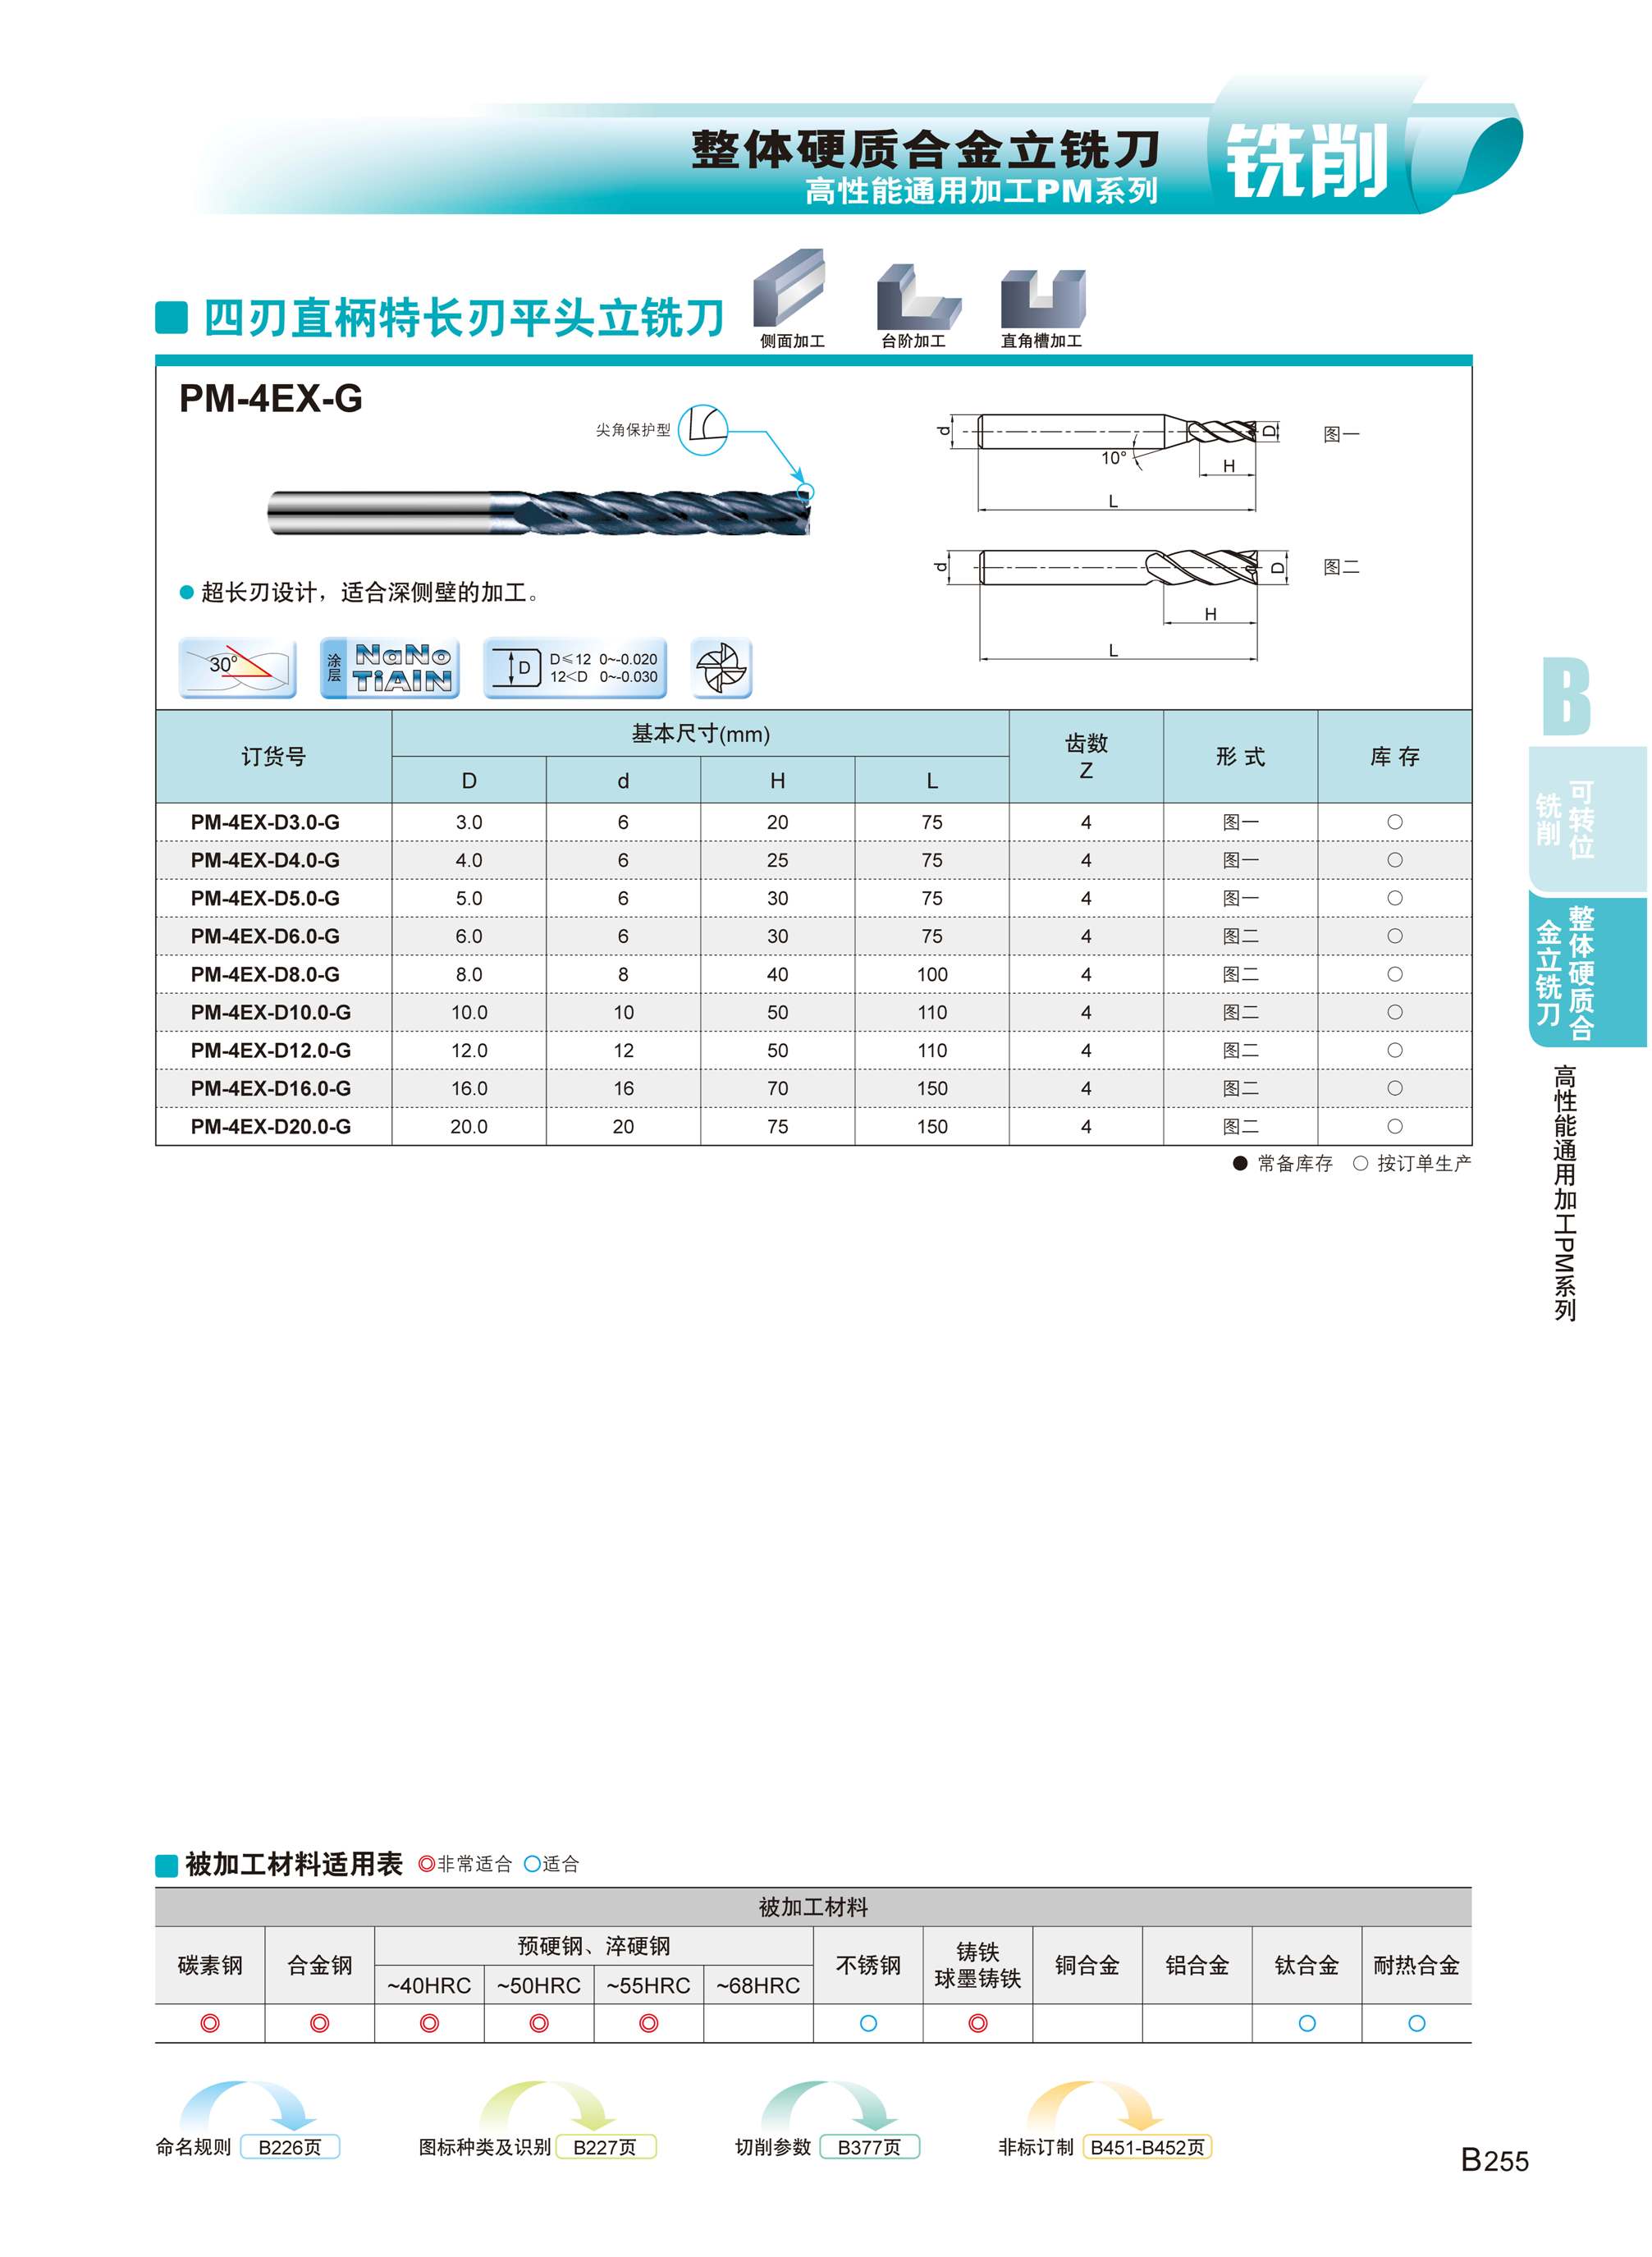 整体硬质合金立铣刀
高性能通用加工PM系列
铣削
四刃直柄特长刃平头立铣刀
侧面加工 台阶加工 直角槽加工
PM-4EX-G
尖角保护型
d 10° H D L 图一
d H D L 图二
超长刃设计，适合深侧壁的加工。
30°
涂层 NaNo TiAlN
D
D≤12 0~-0.020
12<D 0~-0.030
订货号 基本尺寸(mm) 齿数 Z 形 式 库 存
D d H L
PM-4EX-D3.0-G 3.0 6 20 75 4 图一 ○
PM-4EX-D4.0-G 4.0 6 25 75 4 图一 ○
PM-4EX-D5.0-G 5.0 6 30 75 4 图一 ○
PM-4EX-D6.0-G 6.0 6 30 75 4 图二 ○
PM-4EX-D8.0-G 8.0 8 40 100 4 图二 ○
PM-4EX-D10.0-G 10.0 10 50 110 4 图二 ○
PM-4EX-D12.0-G 12.0 12 50 110 4 图二 ○
PM-4EX-D16.0-G 16.0 16 70 150 4 图二 ○
PM-4EX-D20.0-G 20.0 20 75 150 4 图二 ○
● 常备库存 ○ 按订单生产
B
可转位
铣削
整体硬质合
金立铣刀
高性能通用加工PM系列
被加工材料适用表 ◎非常适合 ○适合
被加工材料
碳素钢 合金钢 预硬钢、淬硬钢 不锈钢 铸铁 球墨铸铁 铜合金 铝合金 钛合金 耐热合金
~40HRC ~50HRC ~55HRC ~68HRC
◎ ◎ ◎ ◎ ◎ ○ ◎ ○ ○
命名规则 B226页 图标种类及识别 B227页 切削参数 B377页 非标订制 B451-B452页
B255